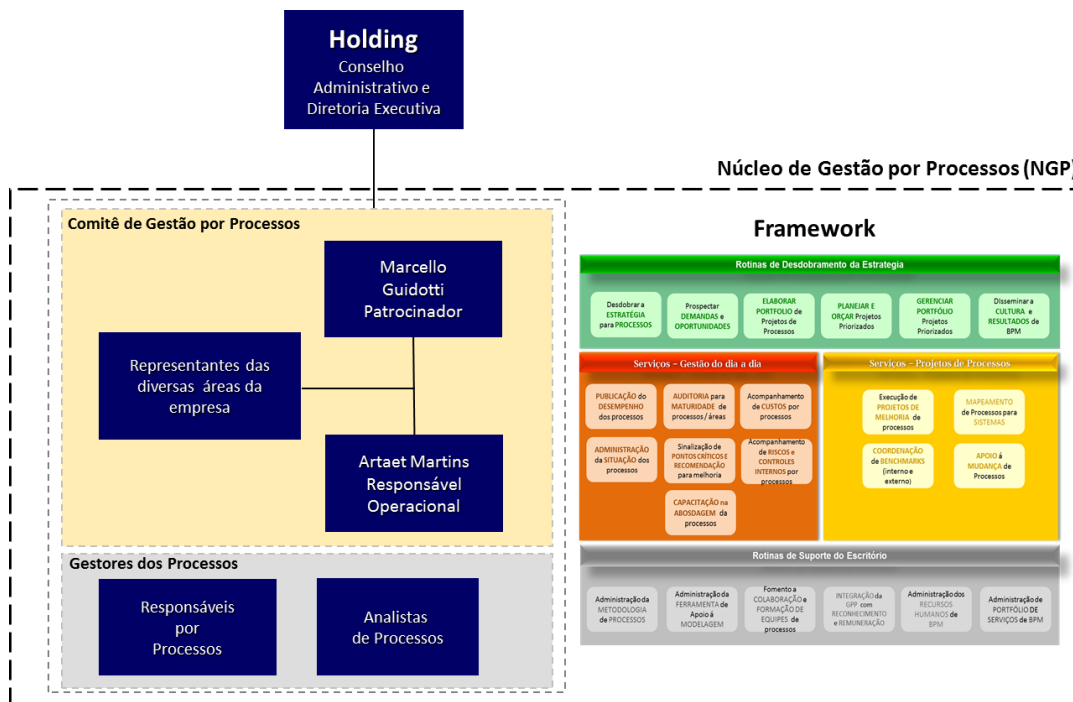 Holding
Conselho
Administrativo e
Diretoria Executiva
Núcleo de Gestão por Processos (NGP)
Comitê de Gestão por Processos
Marcello
Guidotti
Patrocinador
Representantes das
diversas áreas da
empresa
Artaet Martins
Responsável
Operacional
Gestores dos Processos
Responsáveis
por
Processos
Analistas
de Processos
Framework
Rotinas de Desdobramento da Estrategia
Desdobrar a
ESTRATÉGIA
para PROCESSOS
Prospectar
DEMANDAS e
OPORTUNIDADES
ELABORAR
PORTFOLIO de
Projetos de
Processos
PLANEJAR E
ORÇAR Projetos
Priorizados
GERENCIAR
PORTFÓLIO
Projetos
Priorizados
Disseminar a
CULTURA e
RESULTADOS de
BPM
Serviços – Gestão do dia a dia
PUBLICAÇÃO do
DESEMPENHO
dos processos
AUDITORIA para
MATURIDADE de
processos / áreas
Acompanhamento
de CUSTOS por
processos
ADMINISTRAÇÃO
da SITUAÇÃO dos
processos
Sinalização de
PONTOS CRÍTICOS E
RECOMENDAÇÃO
para melhoria
Acompanhamento
de RISCOS e
CONTROLES
INTERNOS por
processos
CAPACITAÇÃO na
ABOSDAGEM da
processos
Serviços – Projetos de Processos
Execução de
PROJETOS DE
MELHORIA de
processos
MAPEAMENTO
de Processos para
SISTEMAS
COORDENAÇÃO
de BENCHMARKS
(interno e
externo)
APOIO á
MUDANÇA de
Processos
Rotinas de Suporte do Escritório
Administração da
METODOLOGIA
de PROCESSOS
Administração da
FERRAMENTA de
Apoio á
MODELAGEM
Fomento a
COLABORAÇÃO e
FORMAÇÃO DE
EQUIPES de
processos
INTEGRAÇÃO da
GPP com
RECONHECIMENTO
e REMUNERAÇÃO
Administração dos
RECURSOS
HUMANOS de
BPM
Administração de
PORTFÓLIO DE
SERVIÇOS de BPM